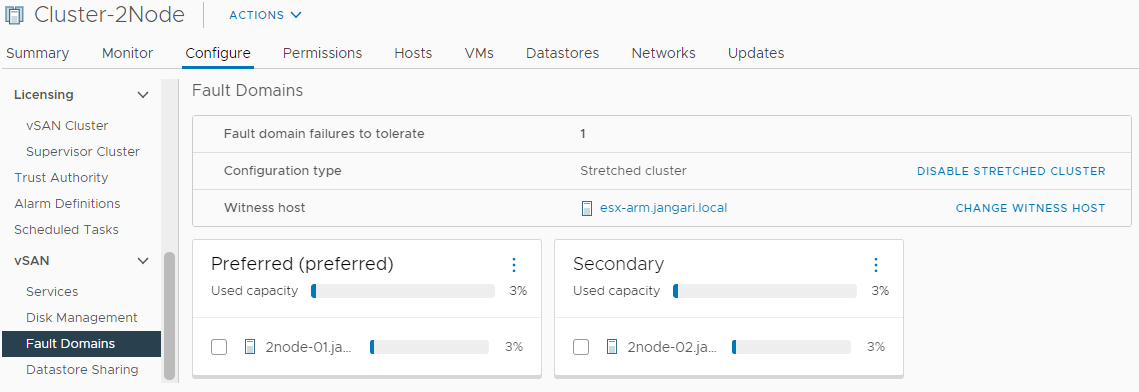 Cluster-2Node ACTIONS
Summary Monitor Configure Permissions Hosts VMs Datastores Networks Updates
Licensing
vSAN Cluster
Supervisor Cluster
Trust Authority
Alarm Definitions
Scheduled Tasks
vSAN
Services
Disk Management
Fault Domains
Datastore Sharing
Fault Domains
Fault domain failures to tolerate 1
Configuration type Stretched cluster DISABLE STRETCHED CLUSTER
Witness host esx-arm.jangari.local CHANGE WITNESS HOST
Preferred (preferred)
Used capacity 3%
2node-01.ja... 3%
Secondary
Used capacity 3%
2node-02.ja... 3%